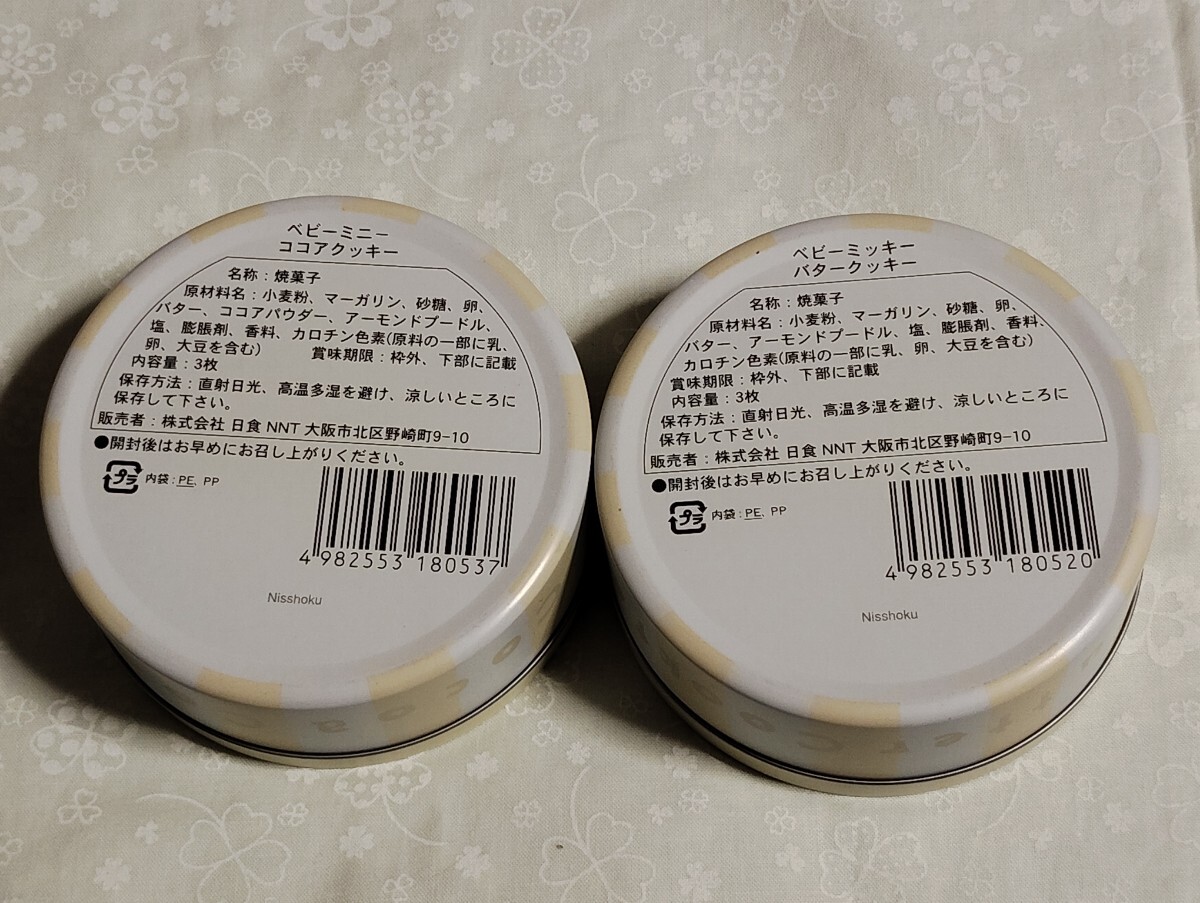 ベビーミニー
ココアクッキー
名称：焼菓子
原材料名：小麦粉、マーガリン、砂糖、卵、
バター、ココアパウダー、アーモンドプードル、
塩、膨脹剤、香料、カロチン色素(原料の一部に乳、
卵、大豆を含む) 賞味期限：枠外、下部に記載
内容量：3枚
保存方法：直射日光、高温多湿を避け、涼しいところに
保存して下さい。
販売者：株式会社 日食 NNT 大阪市北区野崎町9-10
●開封後はお早めにお召し上がりください。
プラ 内袋：PE、PP
4 982553 180537
Nisshoku
ベビーミッキー
バタークッキー
名称：焼菓子
原材料名：小麦粉、マーガリン、砂糖、卵、
バター、アーモンドプードル、塩、膨脹剤、香料、
カロチン色素(原料の一部に乳、卵、大豆を含む)
賞味期限：枠外、下部に記載
内容量：3枚
保存方法：直射日光、高温多湿を避け、涼しいところに
保存して下さい。
販売者：株式会社 日食 NNT 大阪市北区野崎町9-10
●開封後はお早めにお召し上がりください。
プラ 内袋：PE、PP
4 982553 180520
Nisshoku